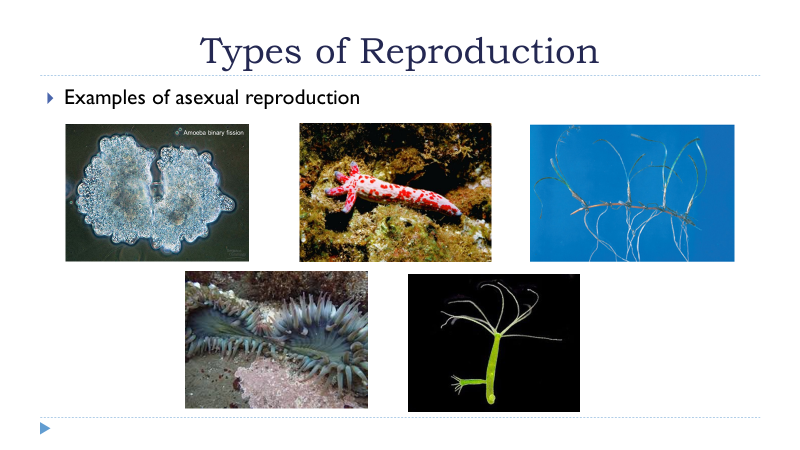 Types of Reproduction
Examples of asexual reproduction
Amoeba binary fission